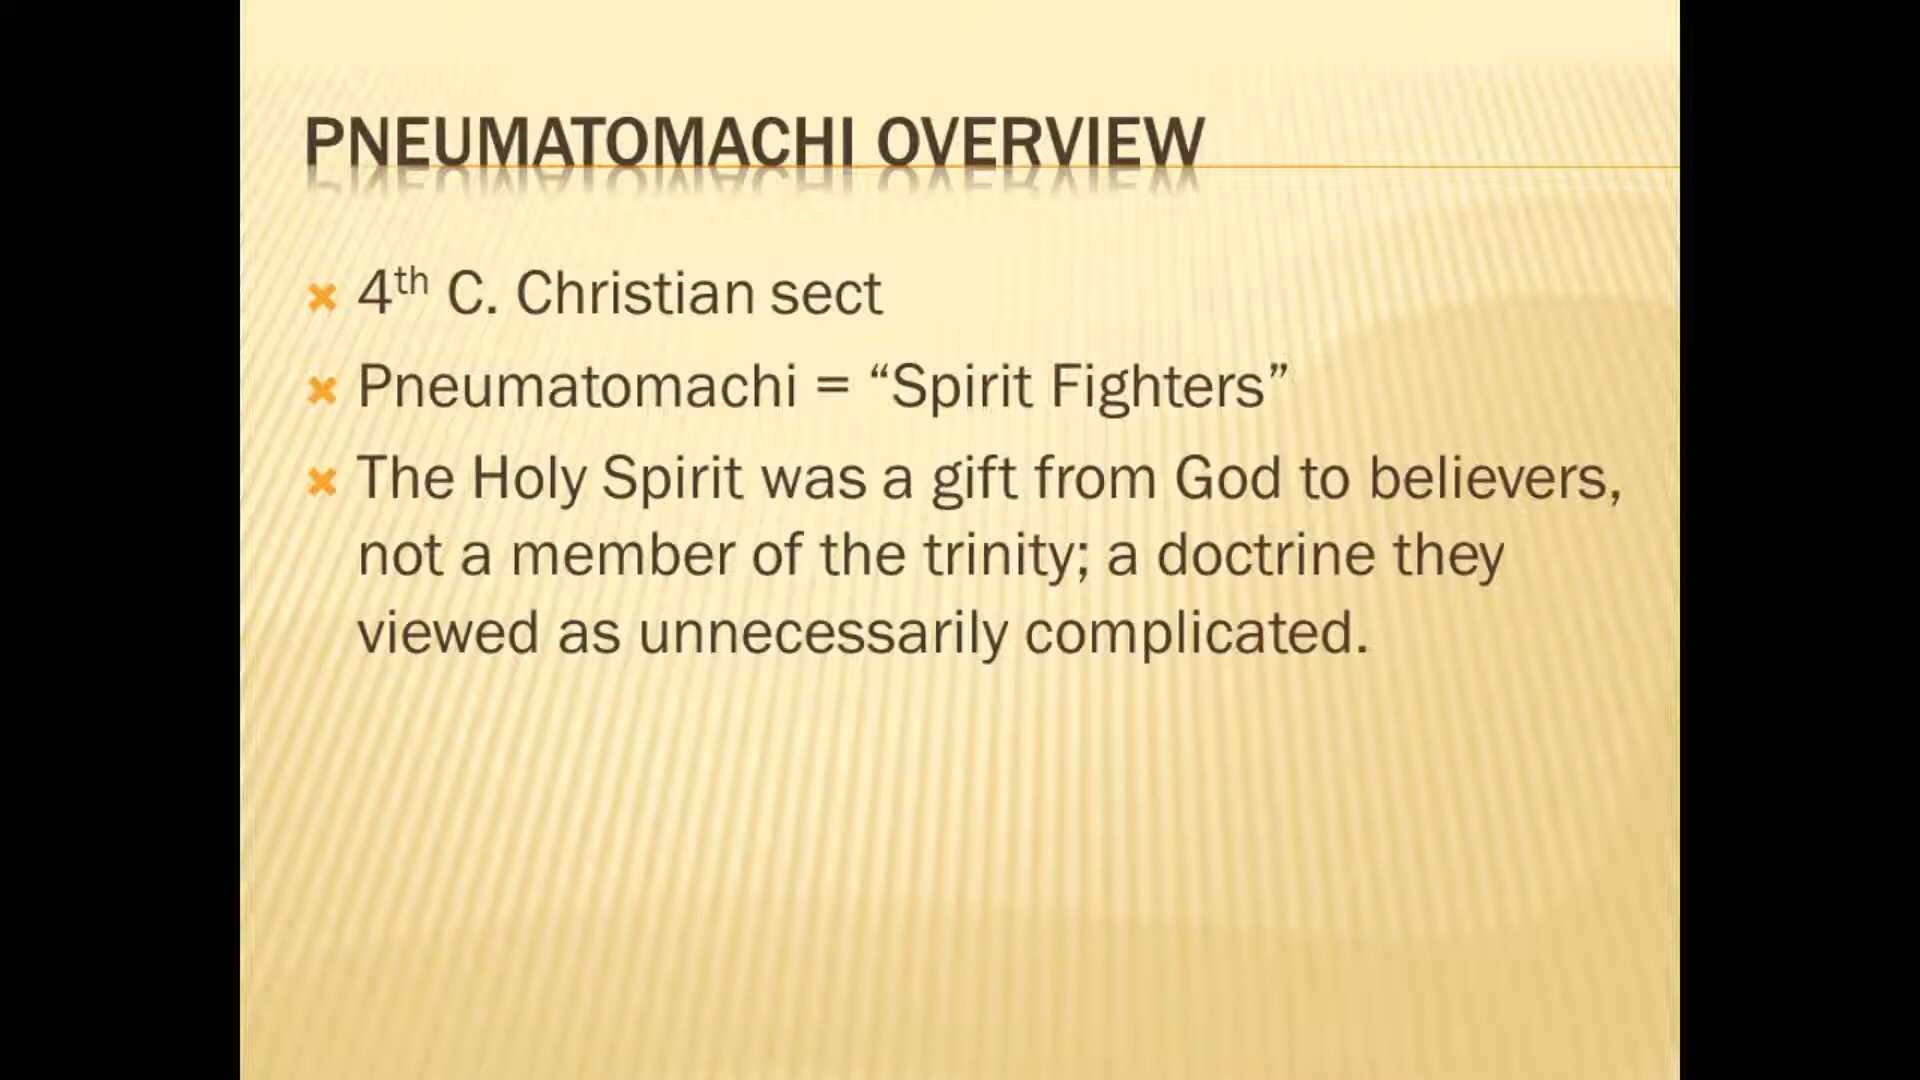 PNEUMATOMACHI OVERVIEW
4th C. Christian sect
Pneumatomachi = “Spirit Fighters”
The Holy Spirit was a gift from God to believers,
not a member of the trinity; a doctrine they
viewed as unnecessarily complicated.